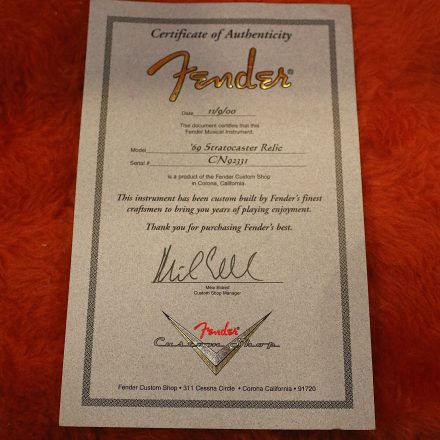 Certificate of Authenticity
Fender®
Date 11/9/00
This document certifies that this
Fender Musical Instrument.
Model '69 Stratocaster Relic
Serial # CN92331
is a product of the Fender Custom Shop
in Corona, California.
This instrument has been custom built by Fender's finest
craftsmen to bring you years of playing enjoyment.
Thank you for purchasing Fender's best.
Mike Eldred
Custom Shop Manager
Fender
Custom Shop
Fender Custom Shop • 311 Cessna Circle • Corona California • 91720